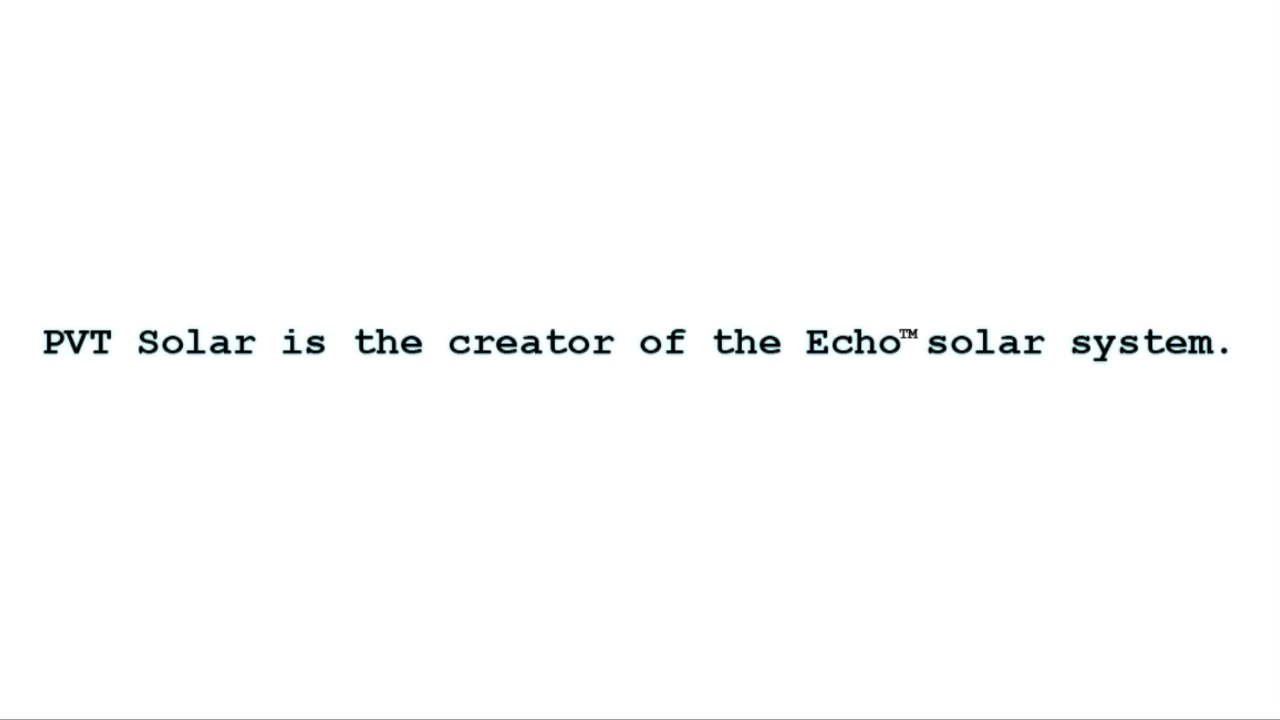 PVT Solar is the creator of the Echo™ solar system.